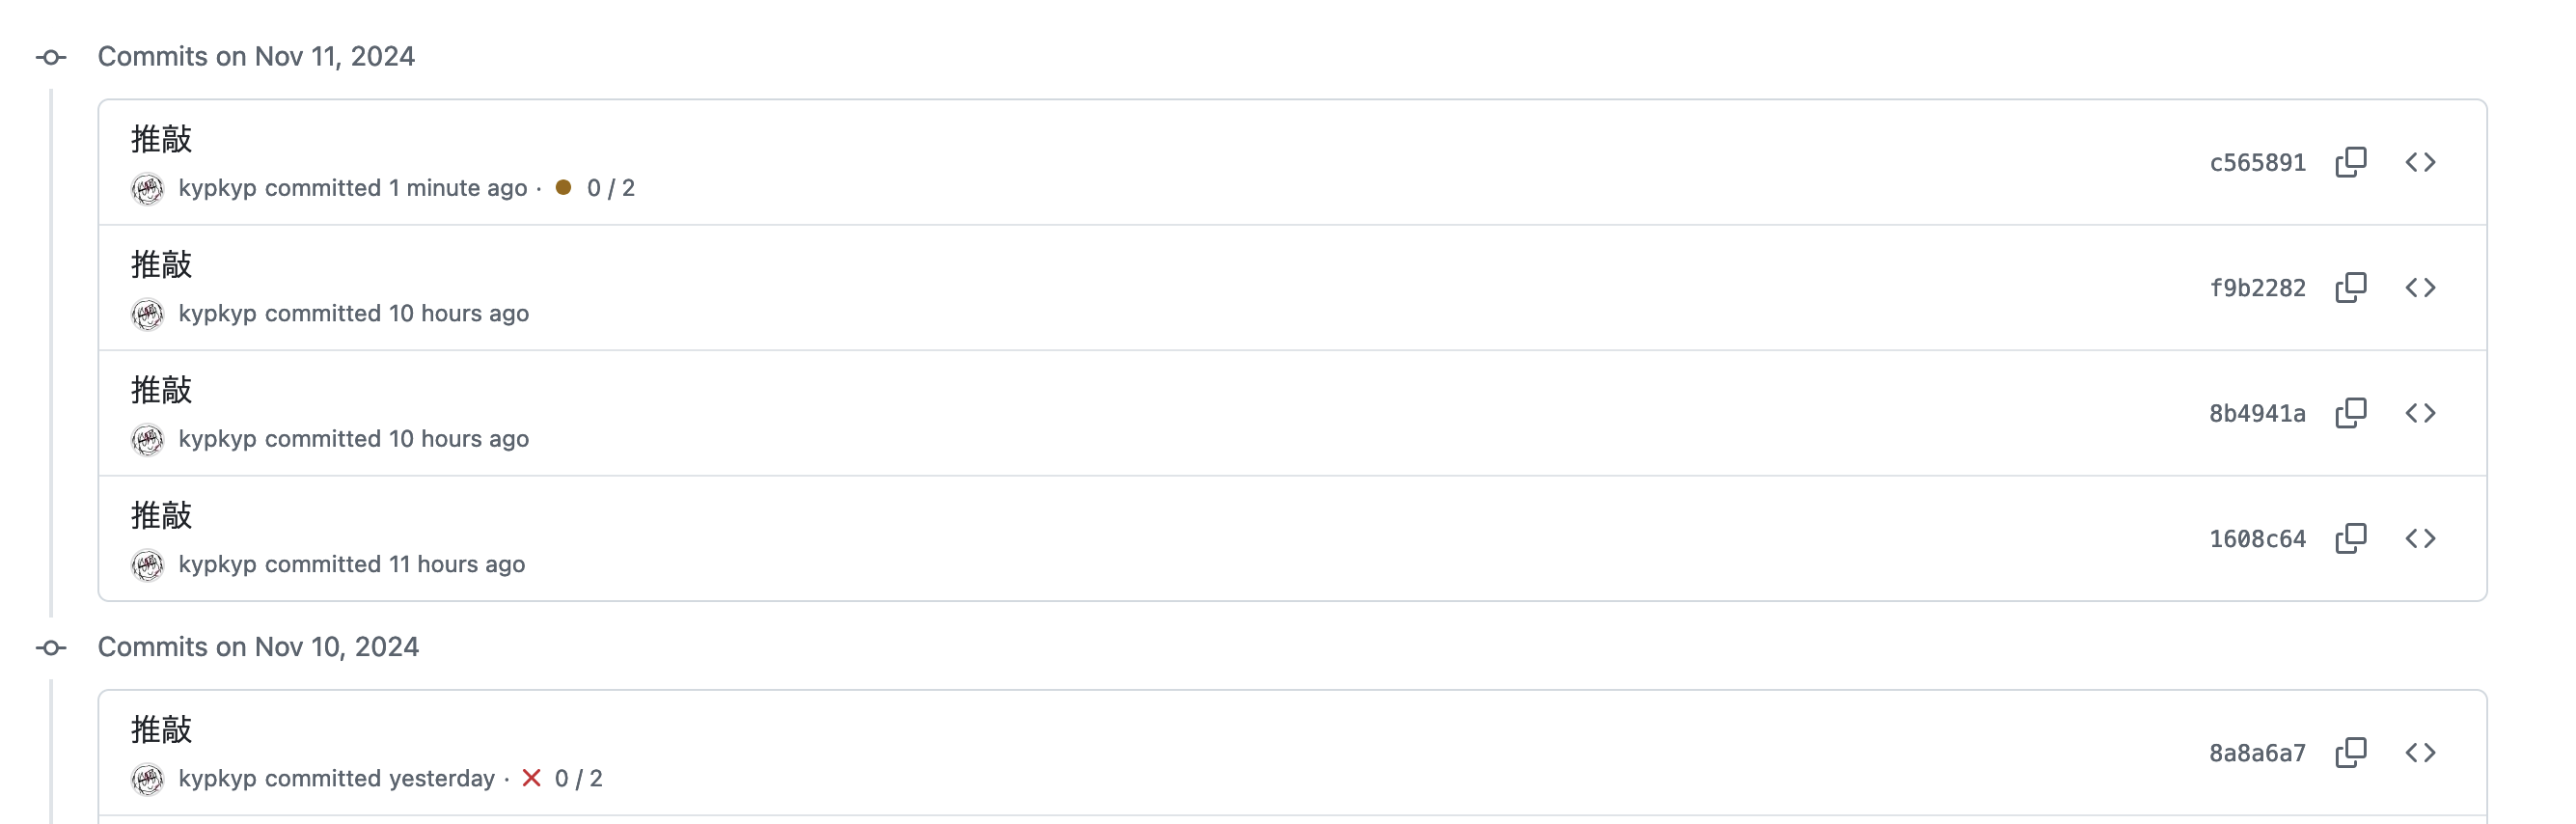 Commits on Nov 11, 2024
推敲
kypkyp committed 1 minute ago · 0 / 2
c565891
推敲
kypkyp committed 10 hours ago
f9b2282
推敲
kypkyp committed 10 hours ago
8b4941a
推敲
kypkyp committed 11 hours ago
1608c64
Commits on Nov 10, 2024
推敲
kypkyp committed yesterday · 0 / 2
8a8a6a7